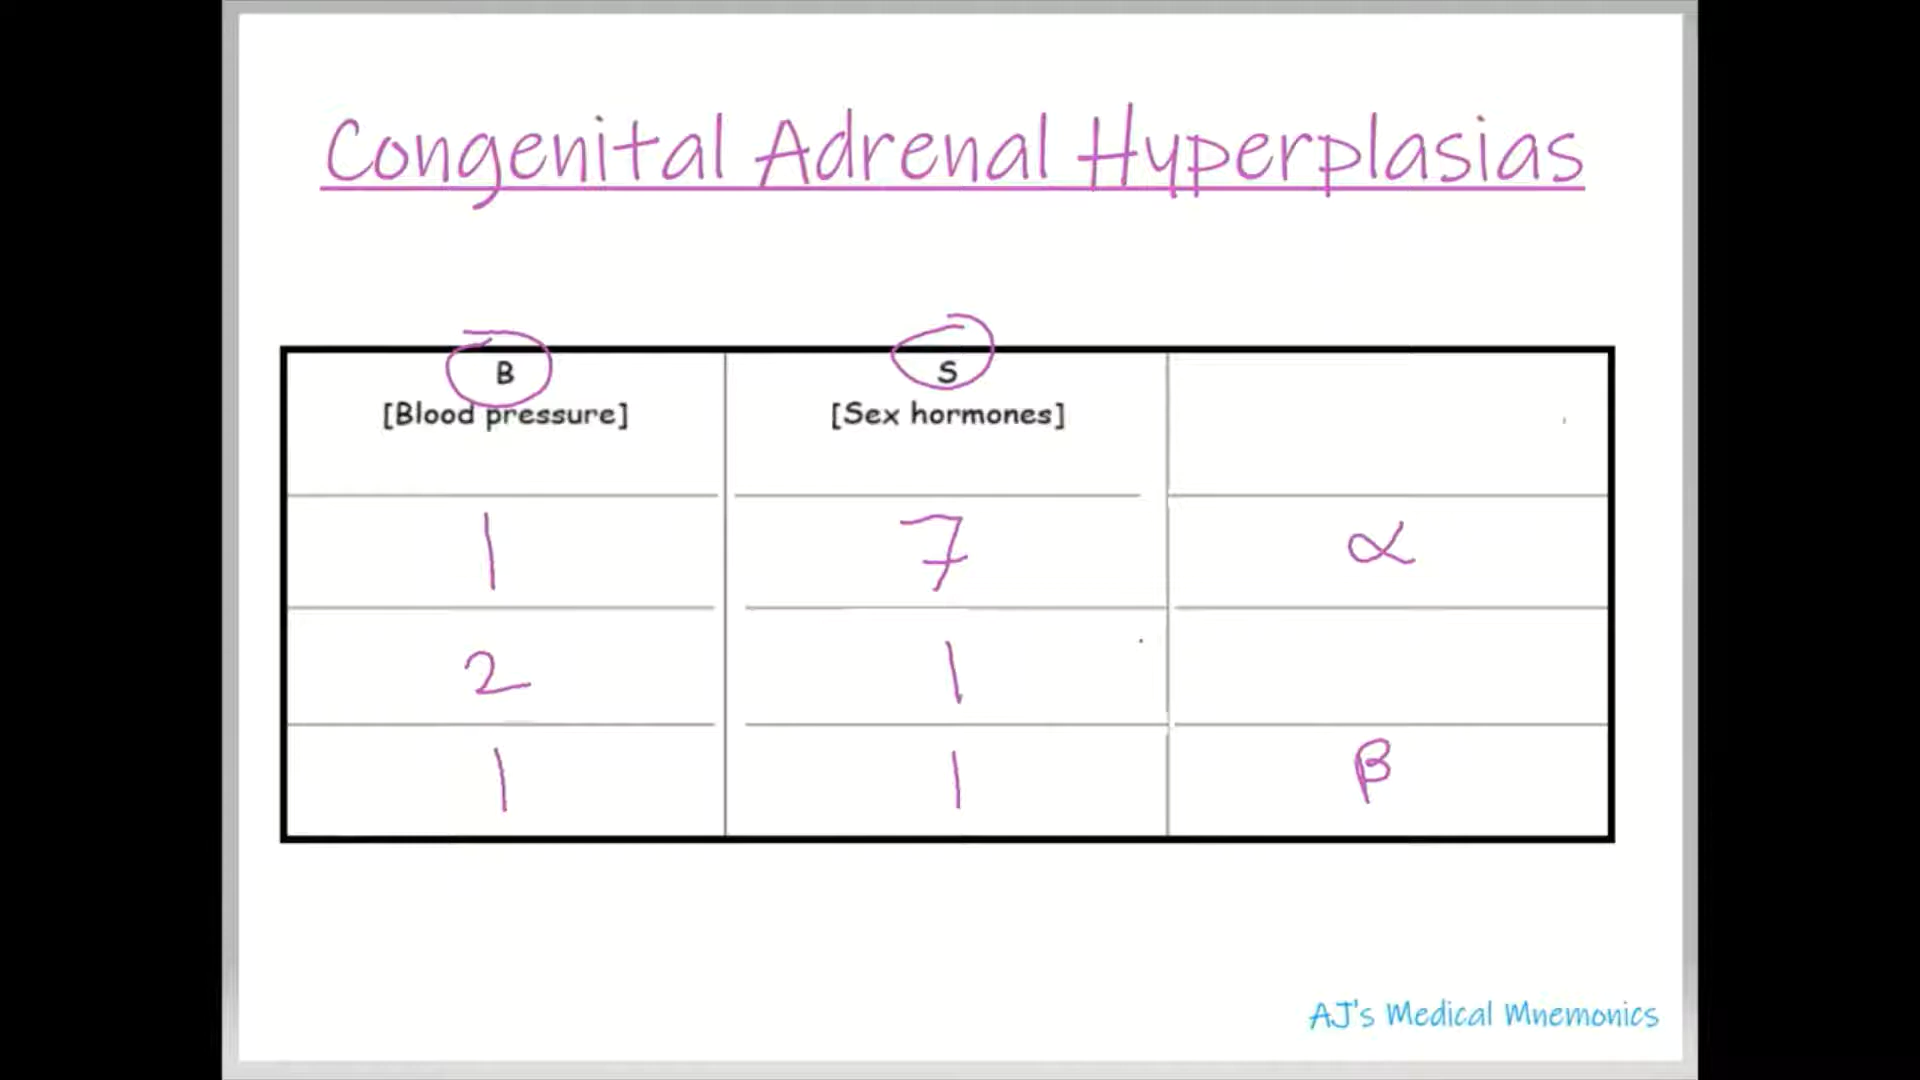 Congenital Adrenal Hyperplasias
B S
[Blood pressure] [Sex hormones]
1 7 α
2 1
1 1 β
AJ's Medical Mnemonics